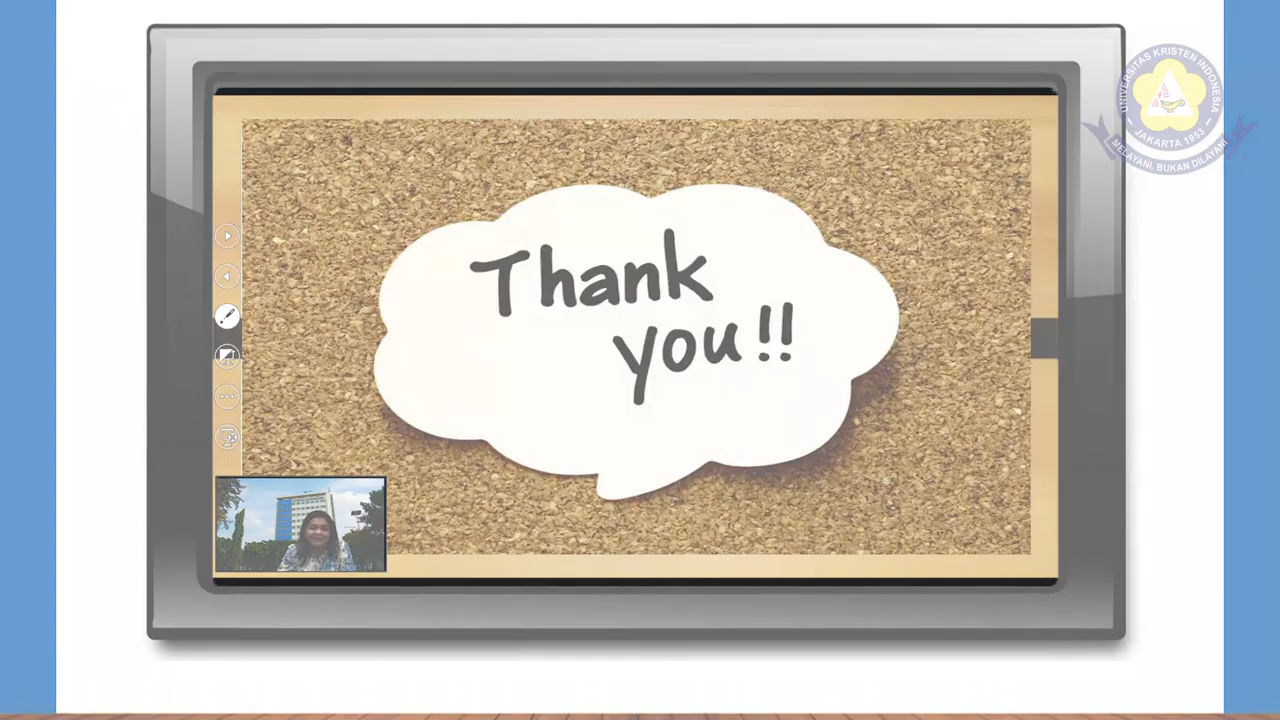 Thank
you!!
UNIVERSITAS KRISTEN INDONESIA
JAKARTA 1953
MELAYANI, BUKAN DILAYANI